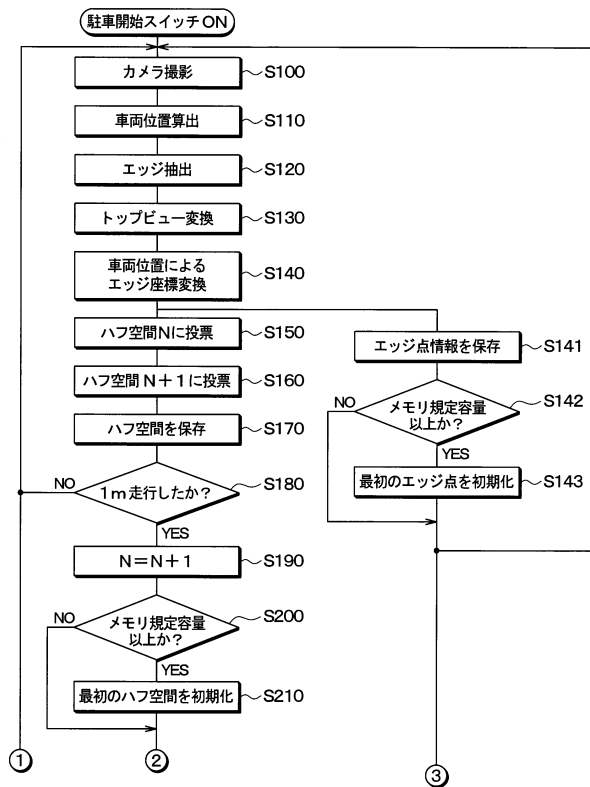 駐車開始スイッチON
カメラ撮影
S100
車両位置算出
S110
エッジ抽出
S120
トップビュー変換
S130
車両位置による
エッジ座標変換
S140
ハフ空間Nに投票
S150
ハフ空間N+1に投票
S160
ハフ空間を保存
S170
NO
1m走行したか?
S180
YES
N=N+1
S190
NO
メモリ規定容量
以上か?
S200
YES
最初のハフ空間を初期化
S210
エッジ点情報を保存
S141
NO
メモリ規定容量
以上か?
S142
YES
最初のエッジ点を初期化
S143
1
2
3